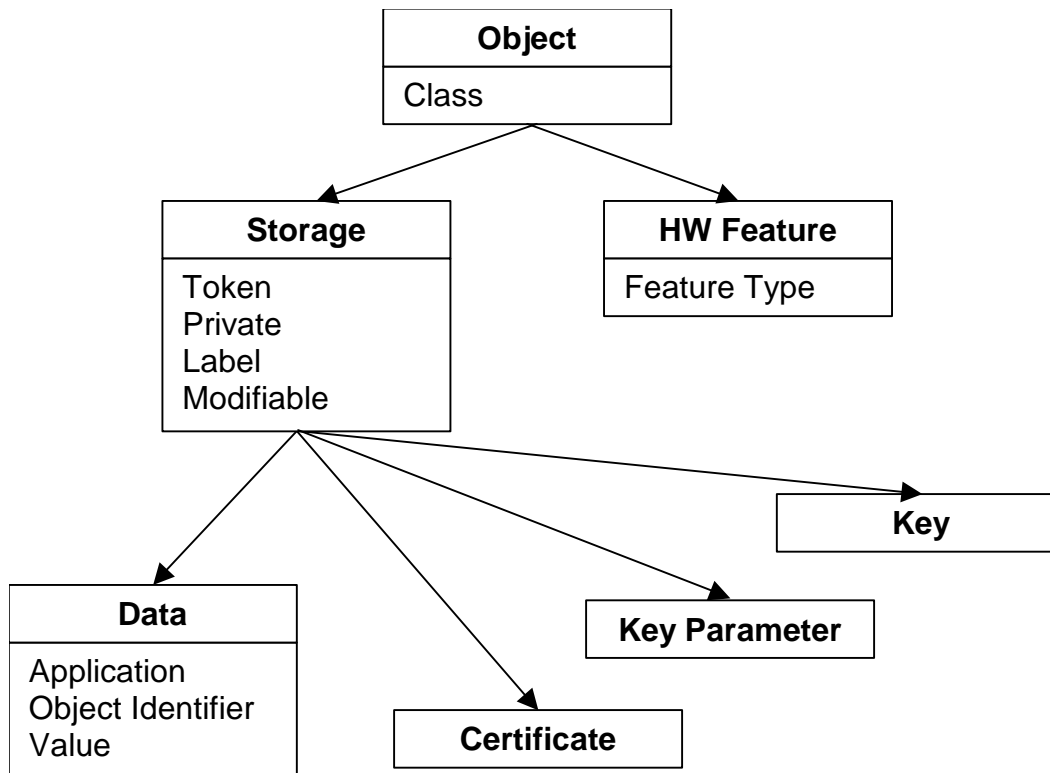 Object
Class
Storage
Token
Private
Label
Modifiable
HW Feature
Feature Type
Key
Data
Application
Object Identifier
Value
Key Parameter
Certificate